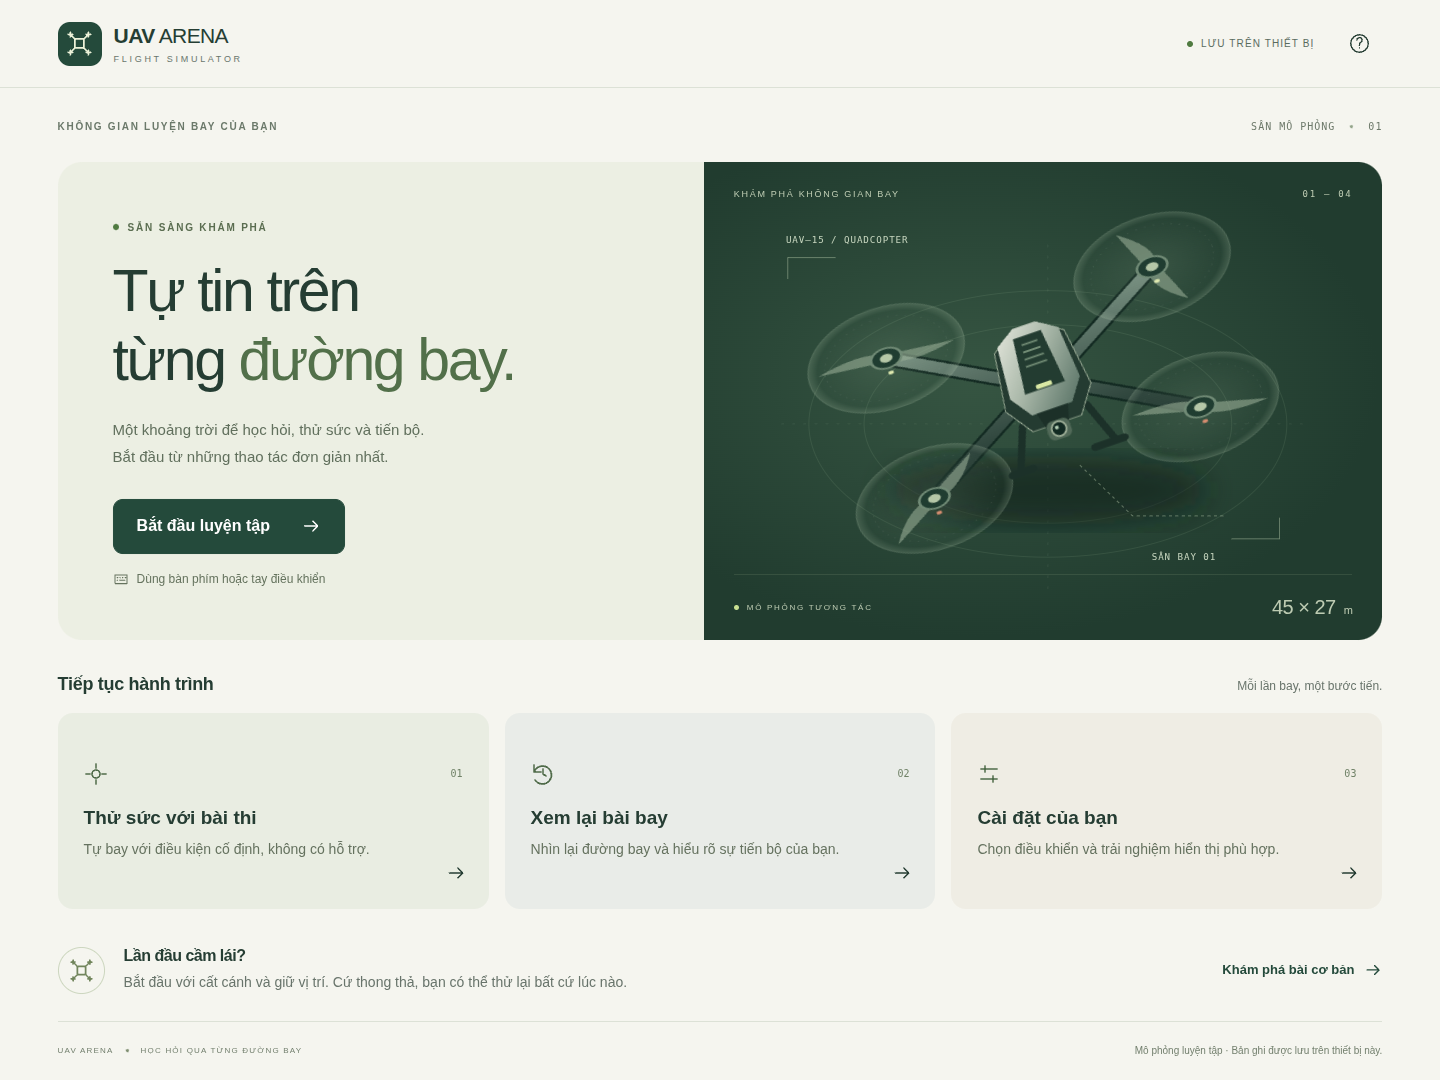 UAV ARENA
FLIGHT SIMULATOR
LƯU TRÊN THIẾT BỊ
KHÔNG GIAN LUYỆN BAY CỦA BẠN
SÂN MÔ PHỎNG • 01
SẴN SÀNG KHÁM PHÁ
Tự tin trên
từng đường bay.
Một khoảng trời để học hỏi, thử sức và tiến bộ.
Bắt đầu từ những thao tác đơn giản nhất.
Bắt đầu luyện tập
Dùng bàn phím hoặc tay điều khiển
KHÁM PHÁ KHÔNG GIAN BAY
01 — 04
UAV—15 / QUADCOPTER
SÂN BAY 01
MÔ PHỎNG TƯƠNG TÁC
45 × 27 m
Tiếp tục hành trình
Mỗi lần bay, một bước tiến.
01
Thử sức với bài thi
Tự bay với điều kiện cố định, không có hỗ trợ.
02
Xem lại bài bay
Nhìn lại đường bay và hiểu rõ sự tiến bộ của bạn.
03
Cài đặt của bạn
Chọn điều khiển và trải nghiệm hiển thị phù hợp.
Lần đầu cầm lái?
Bắt đầu với cất cánh và giữ vị trí. Cứ thong thả, bạn có thể thử lại bất cứ lúc nào.
Khám phá bài cơ bản
UAV ARENA • HỌC HỎI QUA TỪNG ĐƯỜNG BAY
Mô phỏng luyện tập · Bản ghi được lưu trên thiết bị này.